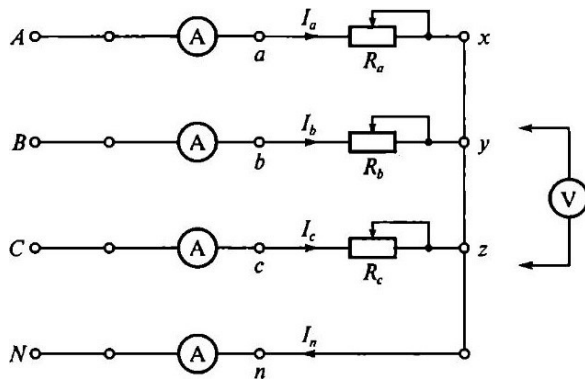 A A a I_a R_a x
B A b I_b R_b y
V
C A c I_c R_c z
N A n I_n